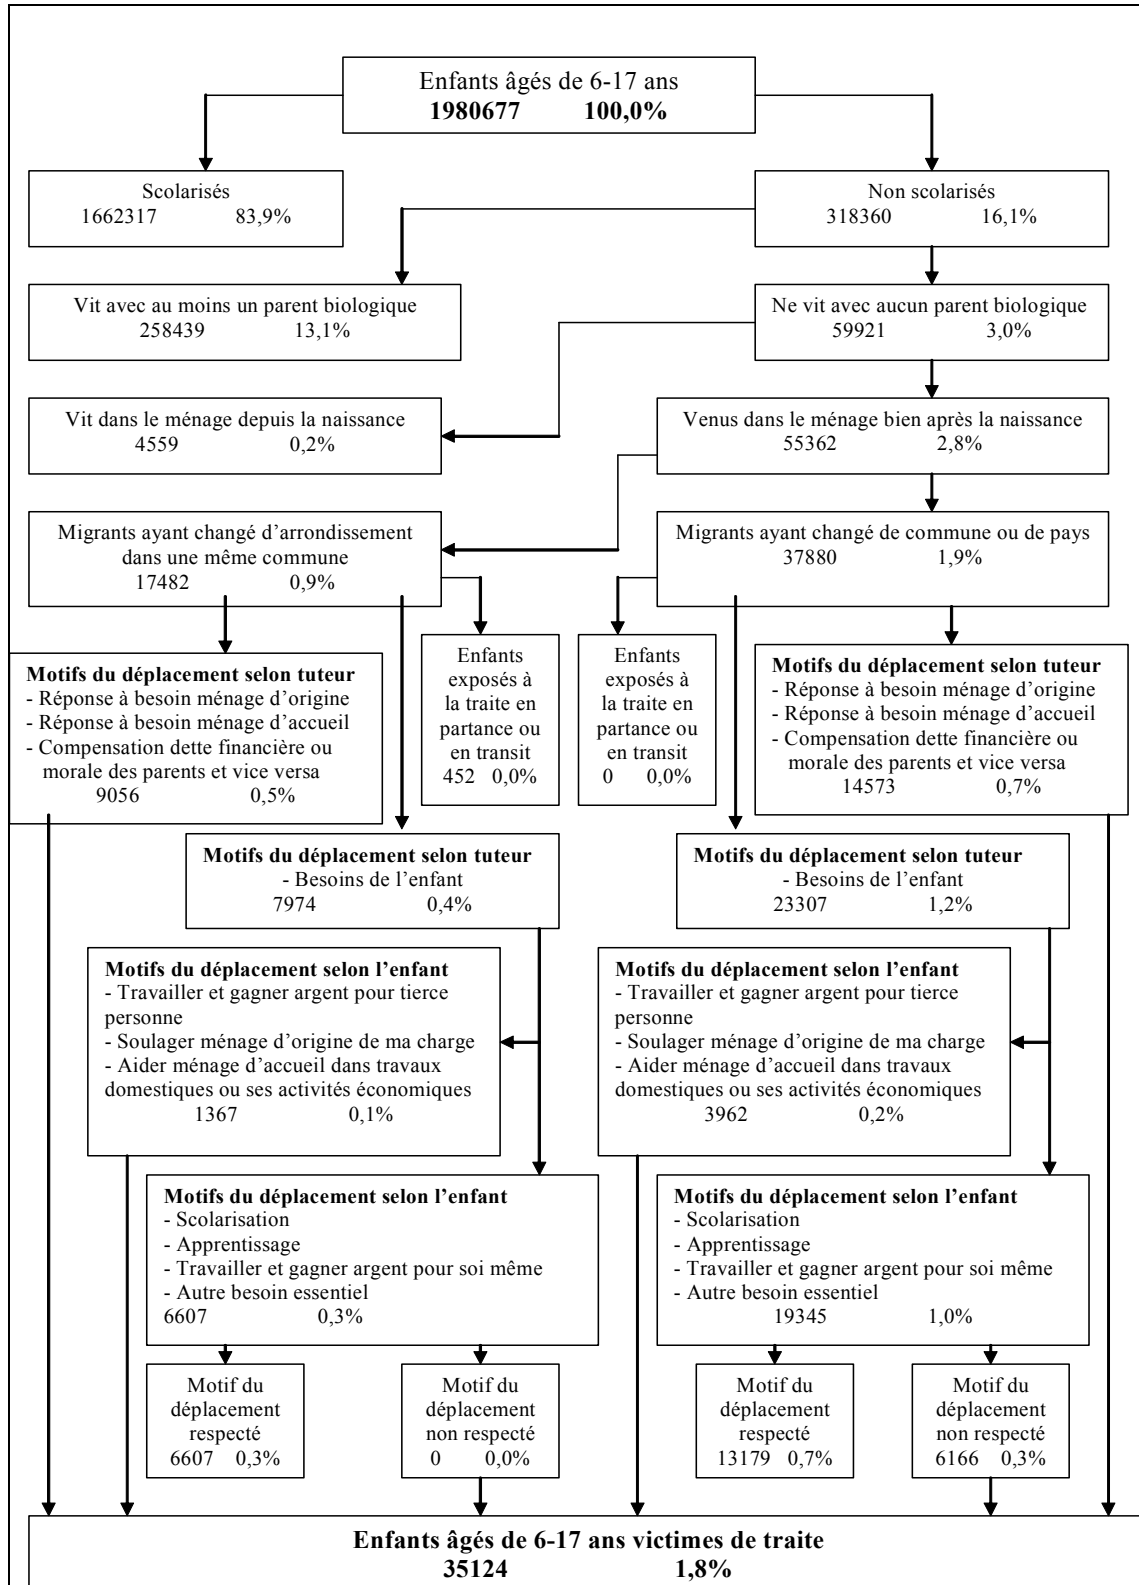 Enfants âgés de 6-17 ans
1980677 100,0%
Scolarisés
1662317 83,9%
Non scolarisés
318360 16,1%
Vit avec au moins un parent biologique
258439 13,1%
Ne vit avec aucun parent biologique
59921 3,0%
Vit dans le ménage depuis la naissance
4559 0,2%
Venus dans le ménage bien après la naissance
55362 2,8%
Migrants ayant changé d’arrondissement
dans une même commune
17482 0,9%
Migrants ayant changé de commune ou de pays
37880 1,9%
Motifs du déplacement selon tuteur
- Réponse à besoin ménage d’origine
- Réponse à besoin ménage d’accueil
- Compensation dette financière ou
morale des parents et vice versa
9056 0,5%
Enfants
exposés à
la traite en
partance ou
en transit
452 0,0%
Enfants
exposés à
la traite en
partance ou
en transit
0 0,0%
Motifs du déplacement selon tuteur
- Réponse à besoin ménage d’origine
- Réponse à besoin ménage d’accueil
- Compensation dette financière ou
morale des parents et vice versa
14573 0,7%
Motifs du déplacement selon tuteur
- Besoins de l’enfant
7974 0,4%
Motifs du déplacement selon tuteur
- Besoins de l’enfant
23307 1,2%
Motifs du déplacement selon l’enfant
- Travailler et gagner argent pour tierce
personne
- Soulager ménage d’origine de ma charge
- Aider ménage d’accueil dans travaux
domestiques ou ses activités économiques
1367 0,1%
Motifs du déplacement selon l’enfant
- Travailler et gagner argent pour tierce
personne
- Soulager ménage d’origine de ma charge
- Aider ménage d’accueil dans travaux
domestiques ou ses activités économiques
3962 0,2%
Motifs du déplacement selon l’enfant
- Scolarisation
- Apprentissage
- Travailler et gagner argent pour soi même
- Autre besoin essentiel
6607 0,3%
Motifs du déplacement selon l’enfant
- Scolarisation
- Apprentissage
- Travailler et gagner argent pour soi même
- Autre besoin essentiel
19345 1,0%
Motif du
déplacement
respecté
6607 0,3%
Motif du
déplacement
non respecté
0 0,0%
Motif du
déplacement
respecté
13179 0,7%
Motif du
déplacement
non respecté
6166 0,3%
Enfants âgés de 6-17 ans victimes de traite
35124 1,8%